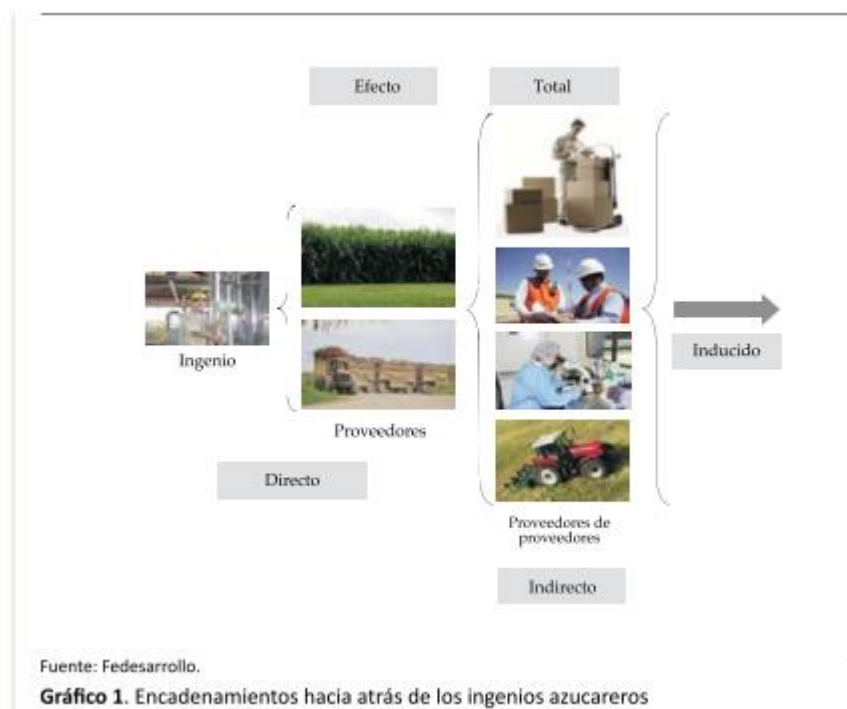 Efecto
Total
Ingenio
Proveedores
Inducido
Directo
Proveedores de
proveedores
Indirecto
Fuente: Fedesarrollo.
Gráfico 1. Encadenamientos hacia atrás de los ingenios azucareros